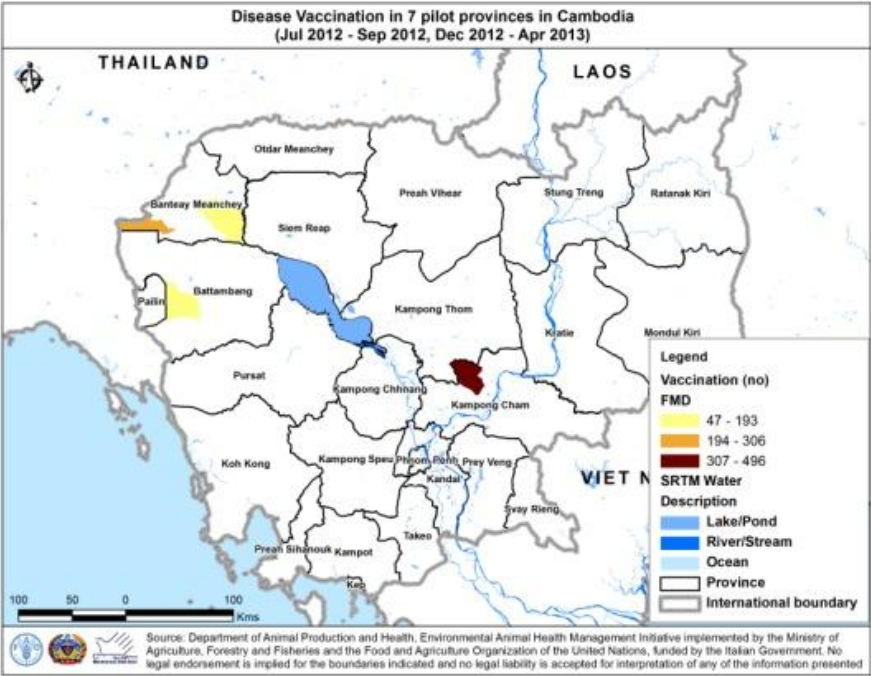 Disease Vaccination in 7 pilot provinces in Cambodia
(Jul 2012 - Sep 2012, Dec 2012 - Apr 2013)
THAILAND
LAOS
Otdar Meanchey
Preah Vihear
Stung Treng
Ratanak Kiri
Banteay Meanchey
Siem Reap
Pailin
Battambang
Kampong Thom
Kratie
Mondul Kiri
Pursat
Kampong Chhnang
Kampong Cham
Koh Kong
Kampong Speu
Phnom Penh
Prey Veng
Kandal
VIET N
Svay Rieng
Takeo
Preah Sihanouk
Kampot
Kep
Legend
Vaccination (no)
FMD
47 - 193
194 - 306
307 - 496
SRTM Water
Description
Lake/Pond
River/Stream
Ocean
Province
International boundary
100 50 0 100
Kms
Source: Department of Animal Production and Health, Environmental Animal Health Management Initiative implemented by the Ministry of
Agriculture, Forestry and Fisheries and the Food and Agriculture Organization of the United Nations, funded by the Italian Government. No
legal endorsement is implied for the boundaries indicated and no legal liability is accepted for interpretation of any of the information presented